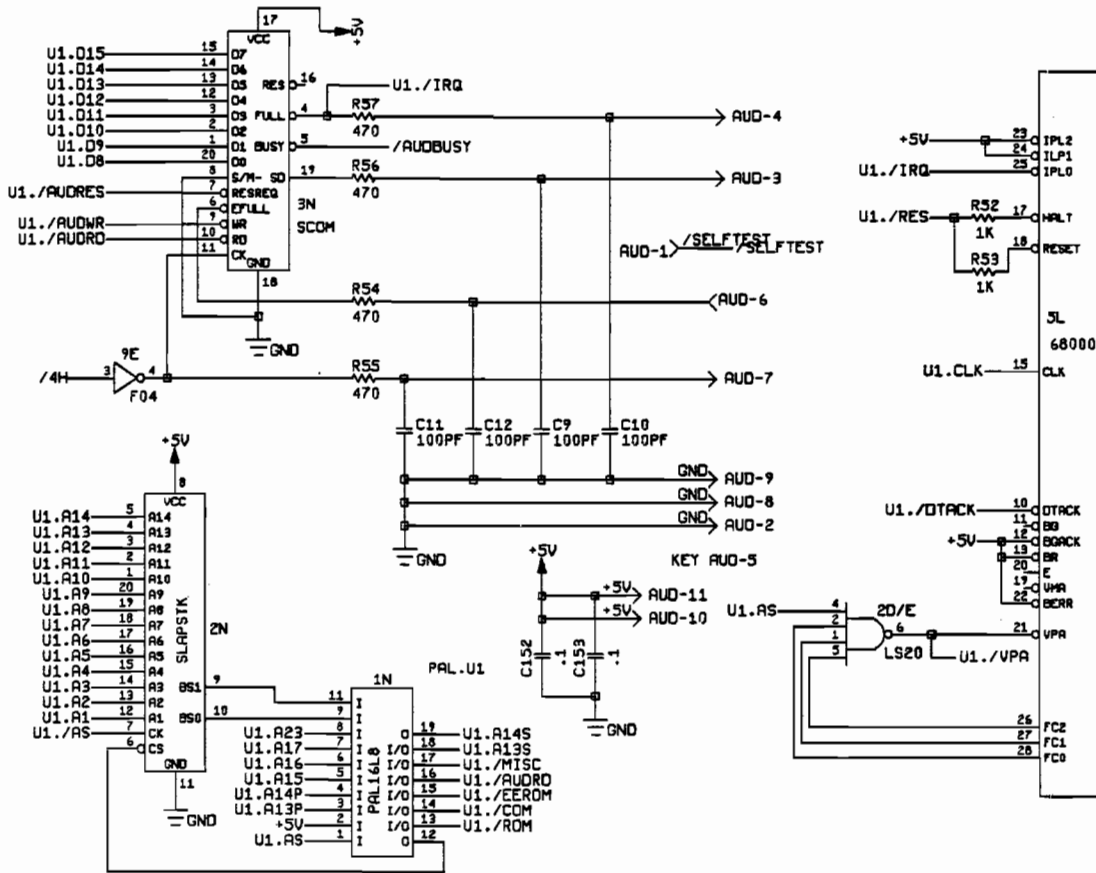 17
VCC
+5V
U1.D15 15 D7
U1.D14 14 D6
U1.D13 13 D5 RES 16
U1.D12 12 D4 U1./IRQ
U1.D11 3 D3 FULL 4 R57 470 AUD-4
U1.D10 2 D2
U1.D9 1 D1 BUSY 5 /AUDBUSY
U1.D8 20 D0
8 S/M- SD 19 R56 470 AUD-3
U1./AUDRES 7 RESREQ
6 EFULL 3N
U1./AUDWR 9 WR SCOM
U1./AUDRD 10 RD
11 CK
GND
18
GND
AUD-1 /SELFTEST /SELFTEST
R54 470 AUD-6
9E
/4H 3 4 F04
R55 470 AUD-7
C11 100PF
C12 100PF
C9 100PF
C10 100PF
GND AUD-9
GND AUD-8
GND AUD-2
GND
KEY AUD-5
+5V
+5V AUD-11
+5V AUD-10
C152 .1
C153 .1
GND
+5V
8
VCC
U1.A14 5 A14
U1.A13 4 A13
U1.A12 3 A12
U1.A11 2 A11
U1.A10 1 A10
U1.A9 20 A9
U1.A8 19 A8
U1.A7 18 A7
U1.A6 17 A6
U1.A5 16 A5
U1.A4 15 A4
U1.A3 14 A3 BS1 9
U1.A2 13 A2
U1.A1 12 A1 BS0 10
U1./AS 7 CK
6 CS
SLAPSTK
2N
GND
11
GND
PAL.U1
1N
PAL16L8
11 I
9 I
U1.A23 8 I O 19 U1.A14S
U1.A17 7 I I/O 18 U1.A13S
U1.A16 6 I I/O 17 U1./MISC
U1.A15 5 I I/O 16 U1./AUDRD
U1.A14P 4 I I/O 15 U1./EEROM
U1.A13P 3 I I/O 14 U1./COM
+5V 2 I I/O 13 U1./ROM
U1.AS 1 I O 12
+5V 23 IPL2
24 ILP1
U1./IRQ 25 IPL0
U1./RES R52 1K 17 HALT
R53 1K 18 RESET
5L
68000
U1.CLK 15 CLK
U1./DTACK 10 DTACK
11 BG
+5V 12 BGACK
13 BR
20 E
19 VMA
22 BERR
U1.AS 4 2D/E
2
1 6 21 VPA
5 LS20
U1./VPA
26 FC2
27 FC1
28 FC0